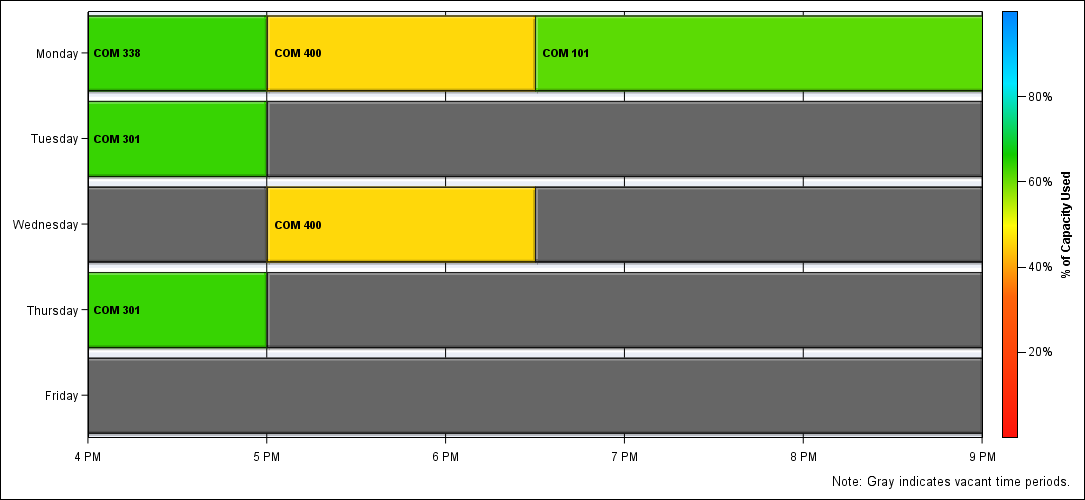 Monday
COM 338
COM 400
COM 101
Tuesday
COM 301
Wednesday
COM 400
Thursday
COM 301
Friday
4 PM
5 PM
6 PM
7 PM
8 PM
9 PM
80%
60%
40%
20%
% of Capacity Used
Note: Gray indicates vacant time periods.